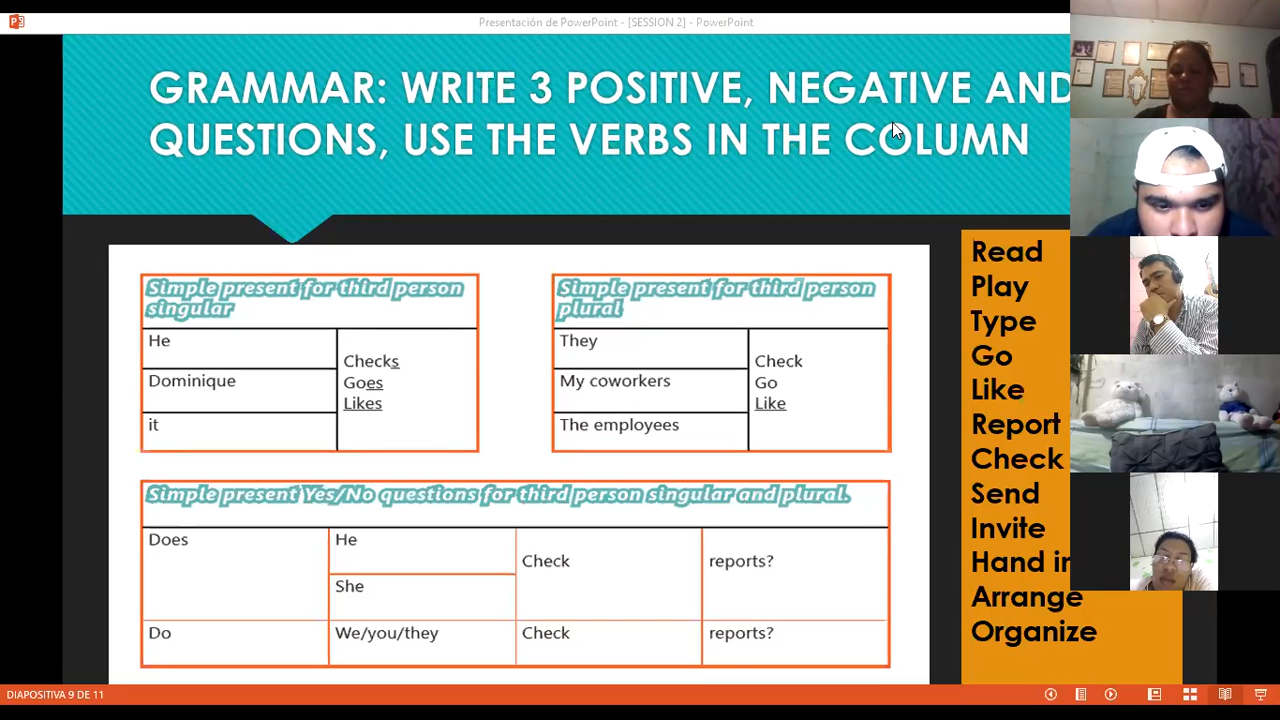 Presentación de PowerPoint - [SESSION 2] - PowerPoint
GRAMMAR: WRITE 3 POSITIVE, NEGATIVE AND
QUESTIONS, USE THE VERBS IN THE COLUMN
Simple present for third person
singular
He
Dominique
it
Checks
Goes
Likes
Simple present for third person
plural
They
My coworkers
The employees
Check
Go
Like
Simple present Yes/No questions for third person singular and plural.
Does
He
She
Check
reports?
Do
We/you/they
Check
reports?
Read
Play
Type
Go
Like
Report
Check
Send
Invite
Hand in
Arrange
Organize
DIAPOSITIVA 9 DE 11